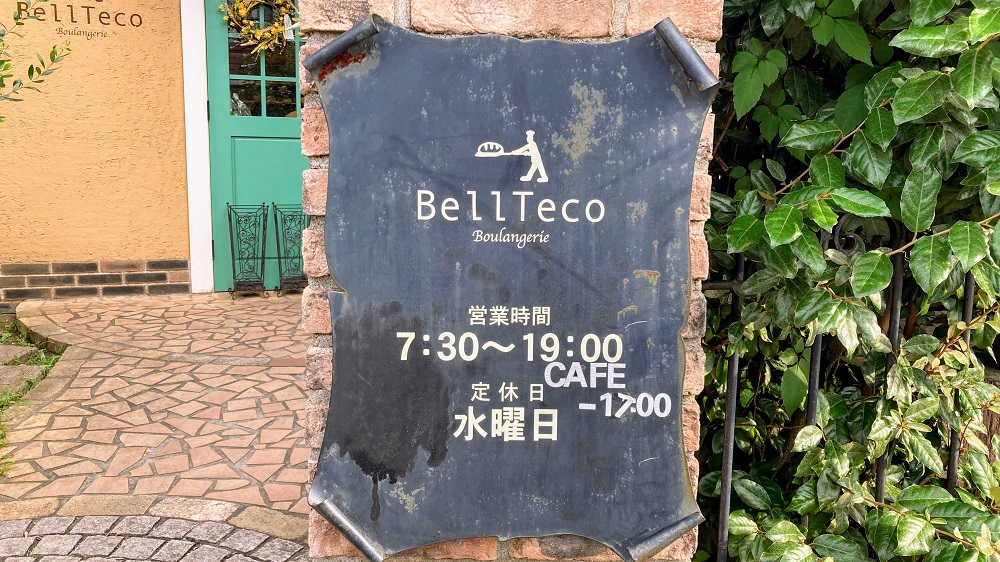 BellTeco
Boulangerie
BellTeco
Boulangerie
営業時間
7:30～19:00
CAFE
-17:00
定休日
水曜日